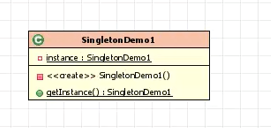 C SingletonDemo1
instance : SingletonDemo1
<<create>> SingletonDemo1()
getInstance() : SingletonDemo1